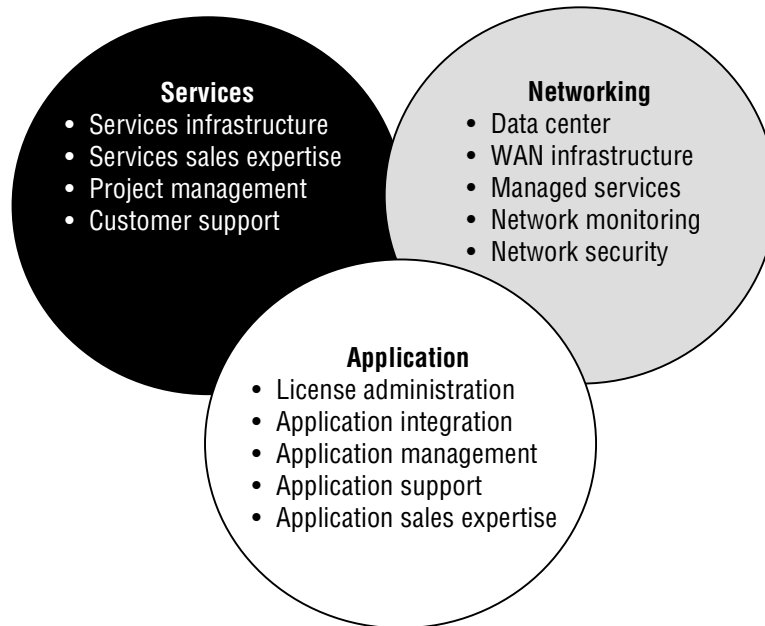 Services
• Services infrastructure
• Services sales expertise
• Project management
• Customer support
Networking
• Data center
• WAN infrastructure
• Managed services
• Network monitoring
• Network security
Application
• License administration
• Application integration
• Application management
• Application support
• Application sales expertise